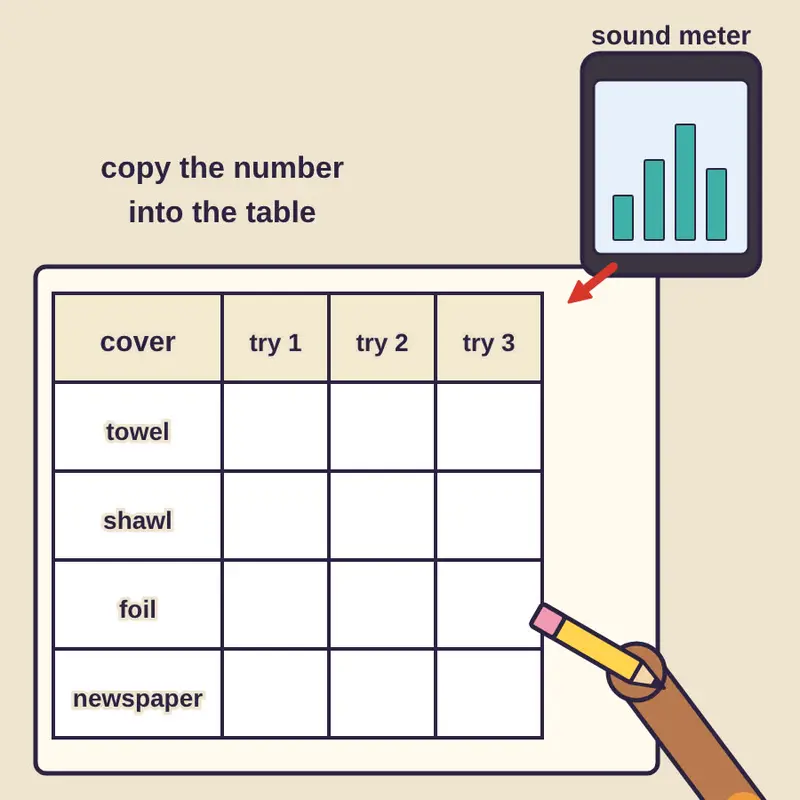 sound meter
copy the number
into the table
cover try 1 try 2 try 3
towel
shawl
foil
newspaper